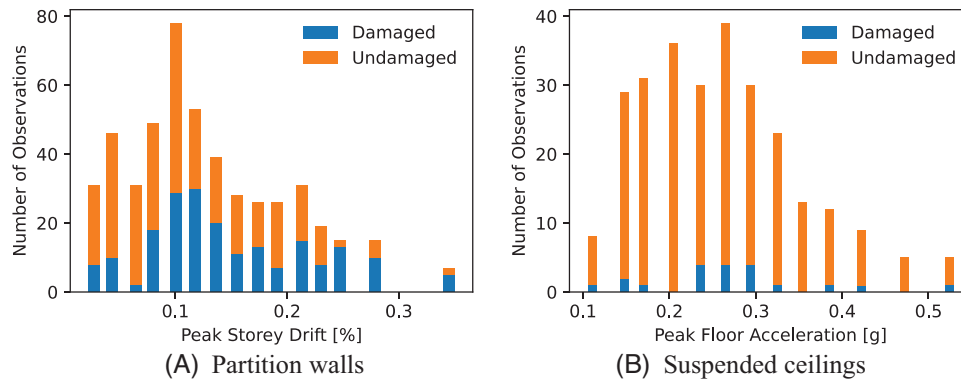 80
60
40
20
0
Number of Observations
Damaged
Undamaged
0.1
0.2
0.3
Peak Storey Drift [%]
(A) Partition walls
40
30
20
10
0
Number of Observations
Damaged
Undamaged
0.1
0.2
0.3
0.4
0.5
Peak Floor Acceleration [g]
(B) Suspended ceilings